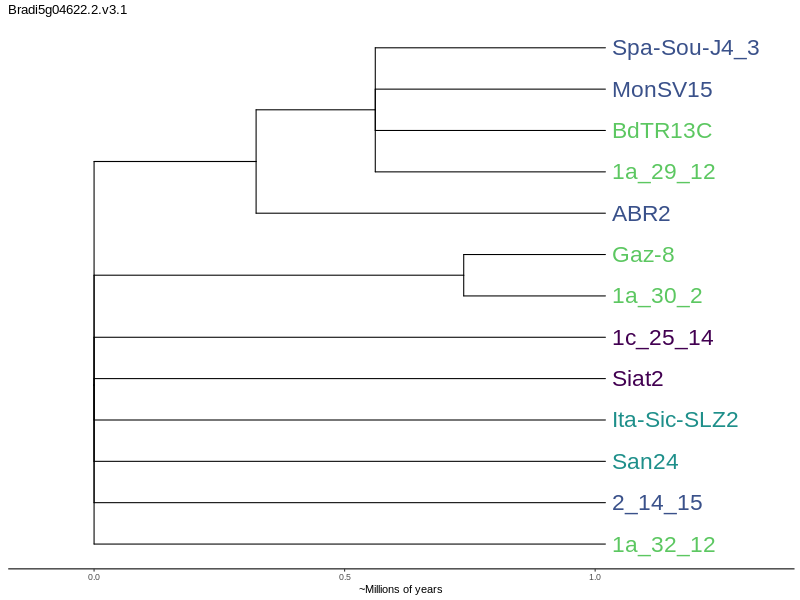 Bradi5g04622.2.v3.1
Spa-Sou-J4_3
MonSV15
BdTR13C
1a_29_12
ABR2
Gaz-8
1a_30_2
1c_25_14
Siat2
Ita-Sic-SLZ2
San24
2_14_15
1a_32_12
0.0 0.5 1.0
~Millions of years